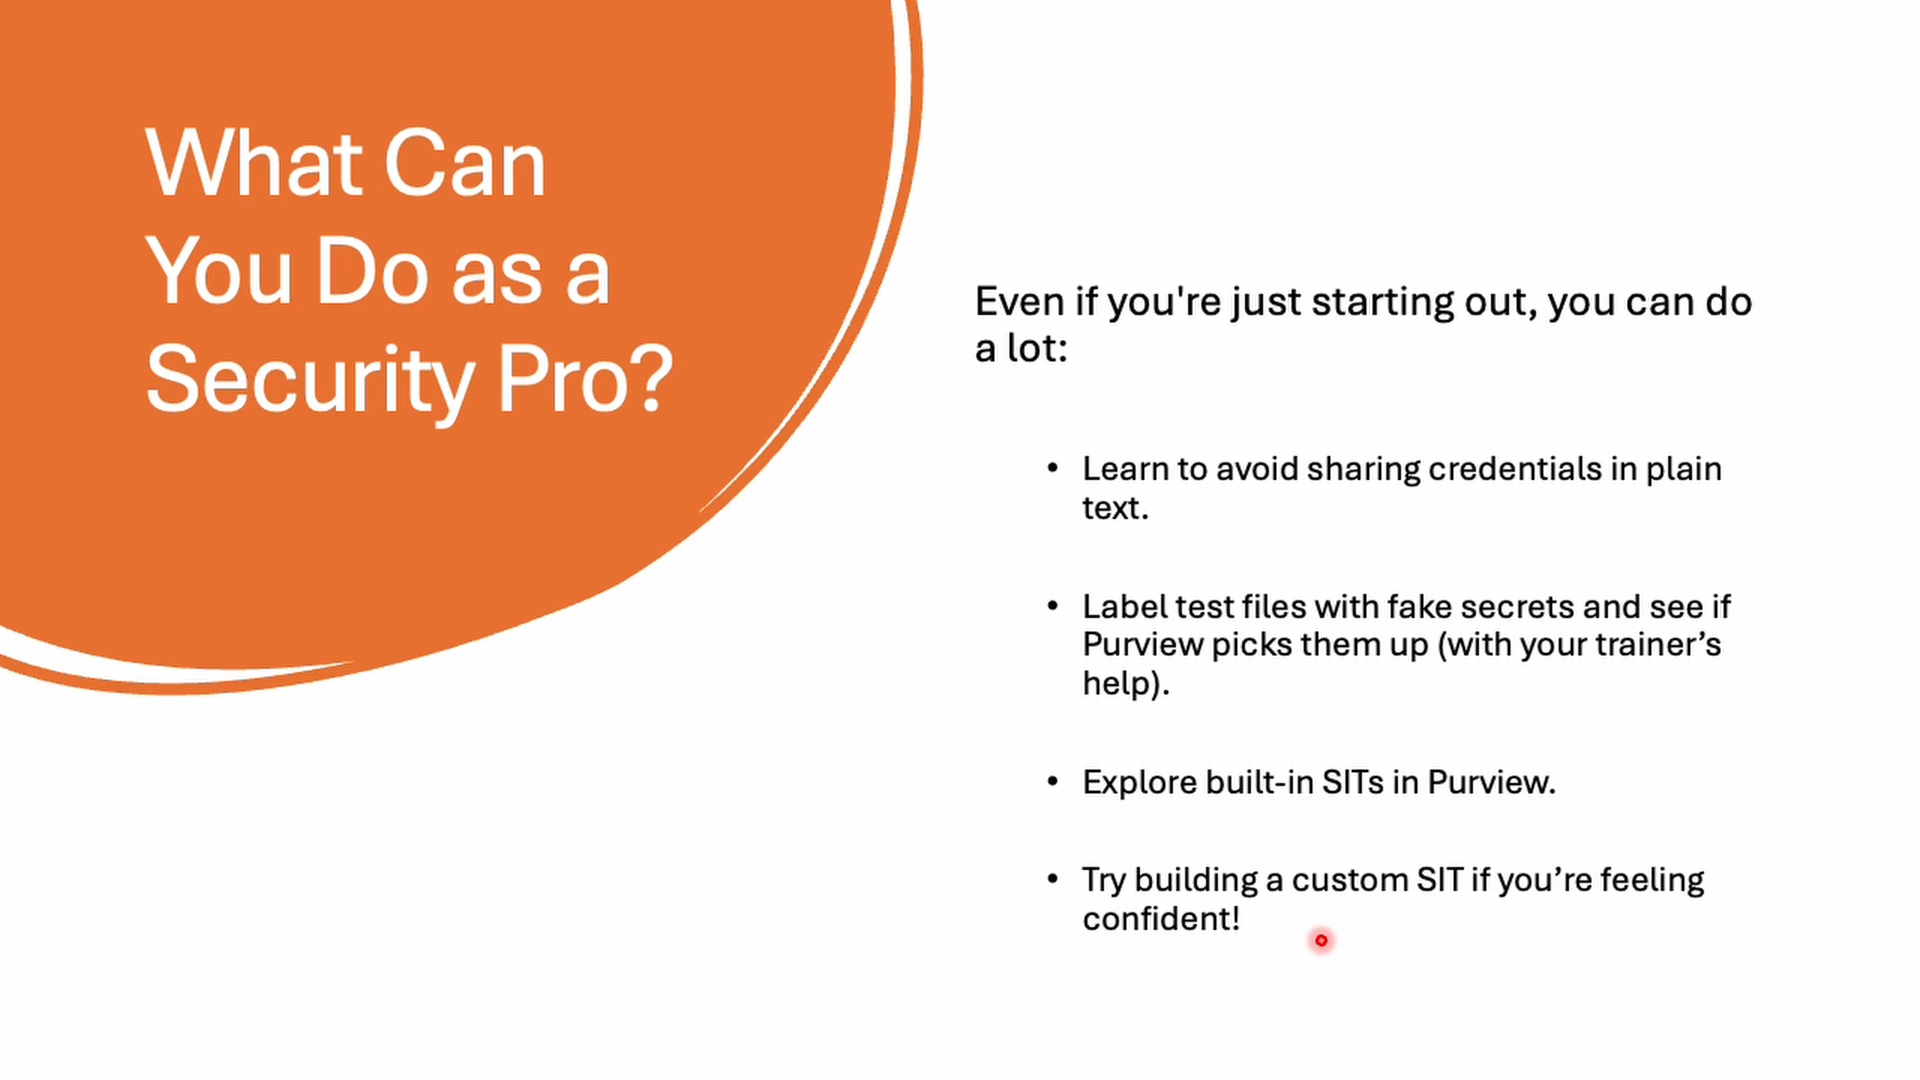 What Can
You Do as a
Security Pro?
Even if you're just starting out, you can do
a lot:
• Learn to avoid sharing credentials in plain
text.
• Label test files with fake secrets and see if
Purview picks them up (with your trainer’s
help).
• Explore built-in SITs in Purview.
• Try building a custom SIT if you’re feeling
confident!